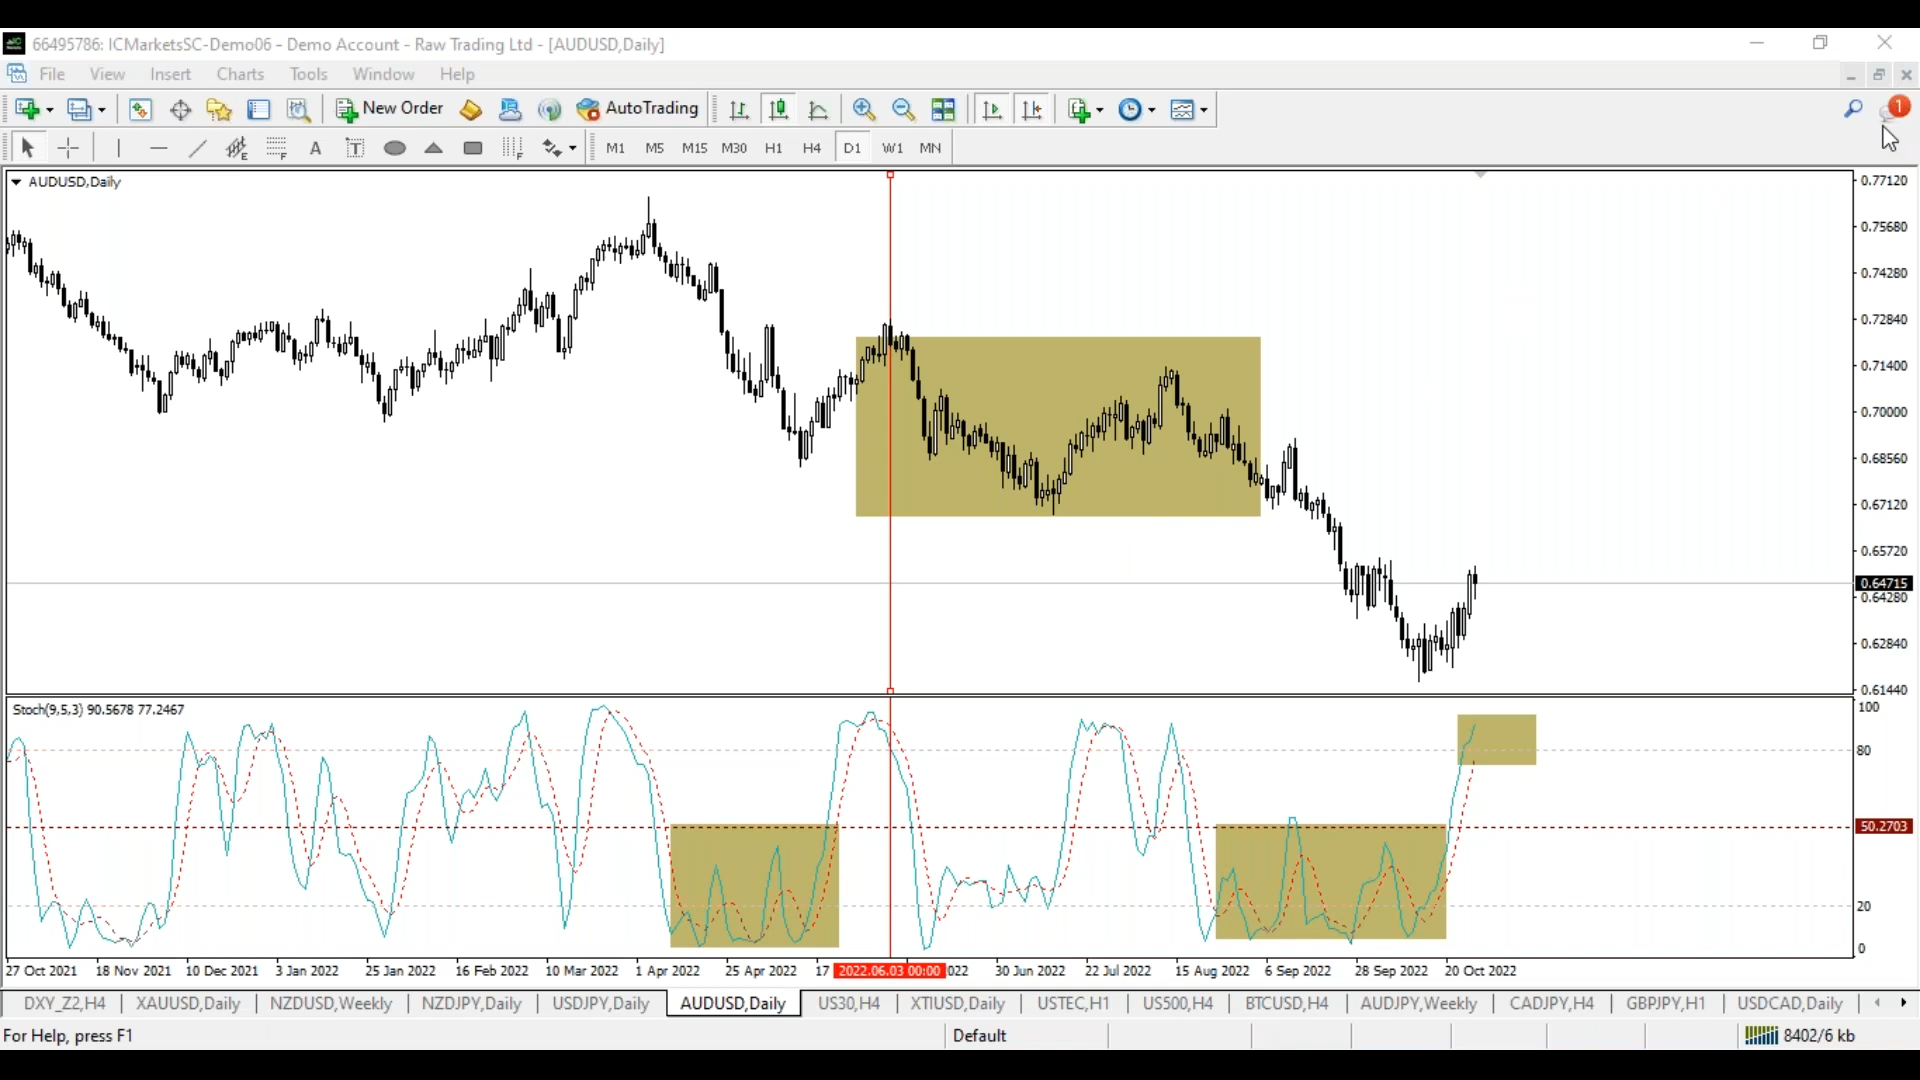 66495786: ICMarketsSC-Demo06 - Demo Account - Raw Trading Ltd - [AUDUSD,Daily]
File View Insert Charts Tools Window Help
New Order AutoTrading 1
A T M1 M5 M15 M30 H1 H4 D1 W1 MN
AUDUSD,Daily
0.77120
0.75680
0.74280
0.72840
0.71400
0.70000
0.68560
0.67120
0.65720
0.64715
0.64280
0.62840
0.61440
Stoch(9,5,3) 90.5678 77.2467
100
80
50.2703
20
0
27 Oct 2021 18 Nov 2021 10 Dec 2021 3 Jan 2022 25 Jan 2022 16 Feb 2022 10 Mar 2022 1 Apr 2022 25 Apr 2022 17 2022.06.03 00:00 022 30 Jun 2022 22 Jul 2022 15 Aug 2022 6 Sep 2022 28 Sep 2022 20 Oct 2022
DXY_Z2,H4 XAUUSD,Daily NZDUSD,Weekly NZDJPY,Daily USDJPY,Daily AUDUSD,Daily US30,H4 XTIUSD,Daily USTEC,H1 US500,H4 BTCUSD,H4 AUDJPY,Weekly CADJPY,H4 GBPJPY,H1 USDCAD,Daily
For Help, press F1 Default 8402/6 kb